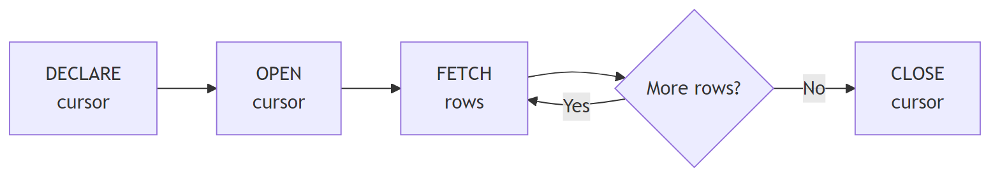 DECLARE
cursor
OPEN
cursor
FETCH
rows
More rows?
Yes
No
CLOSE
cursor